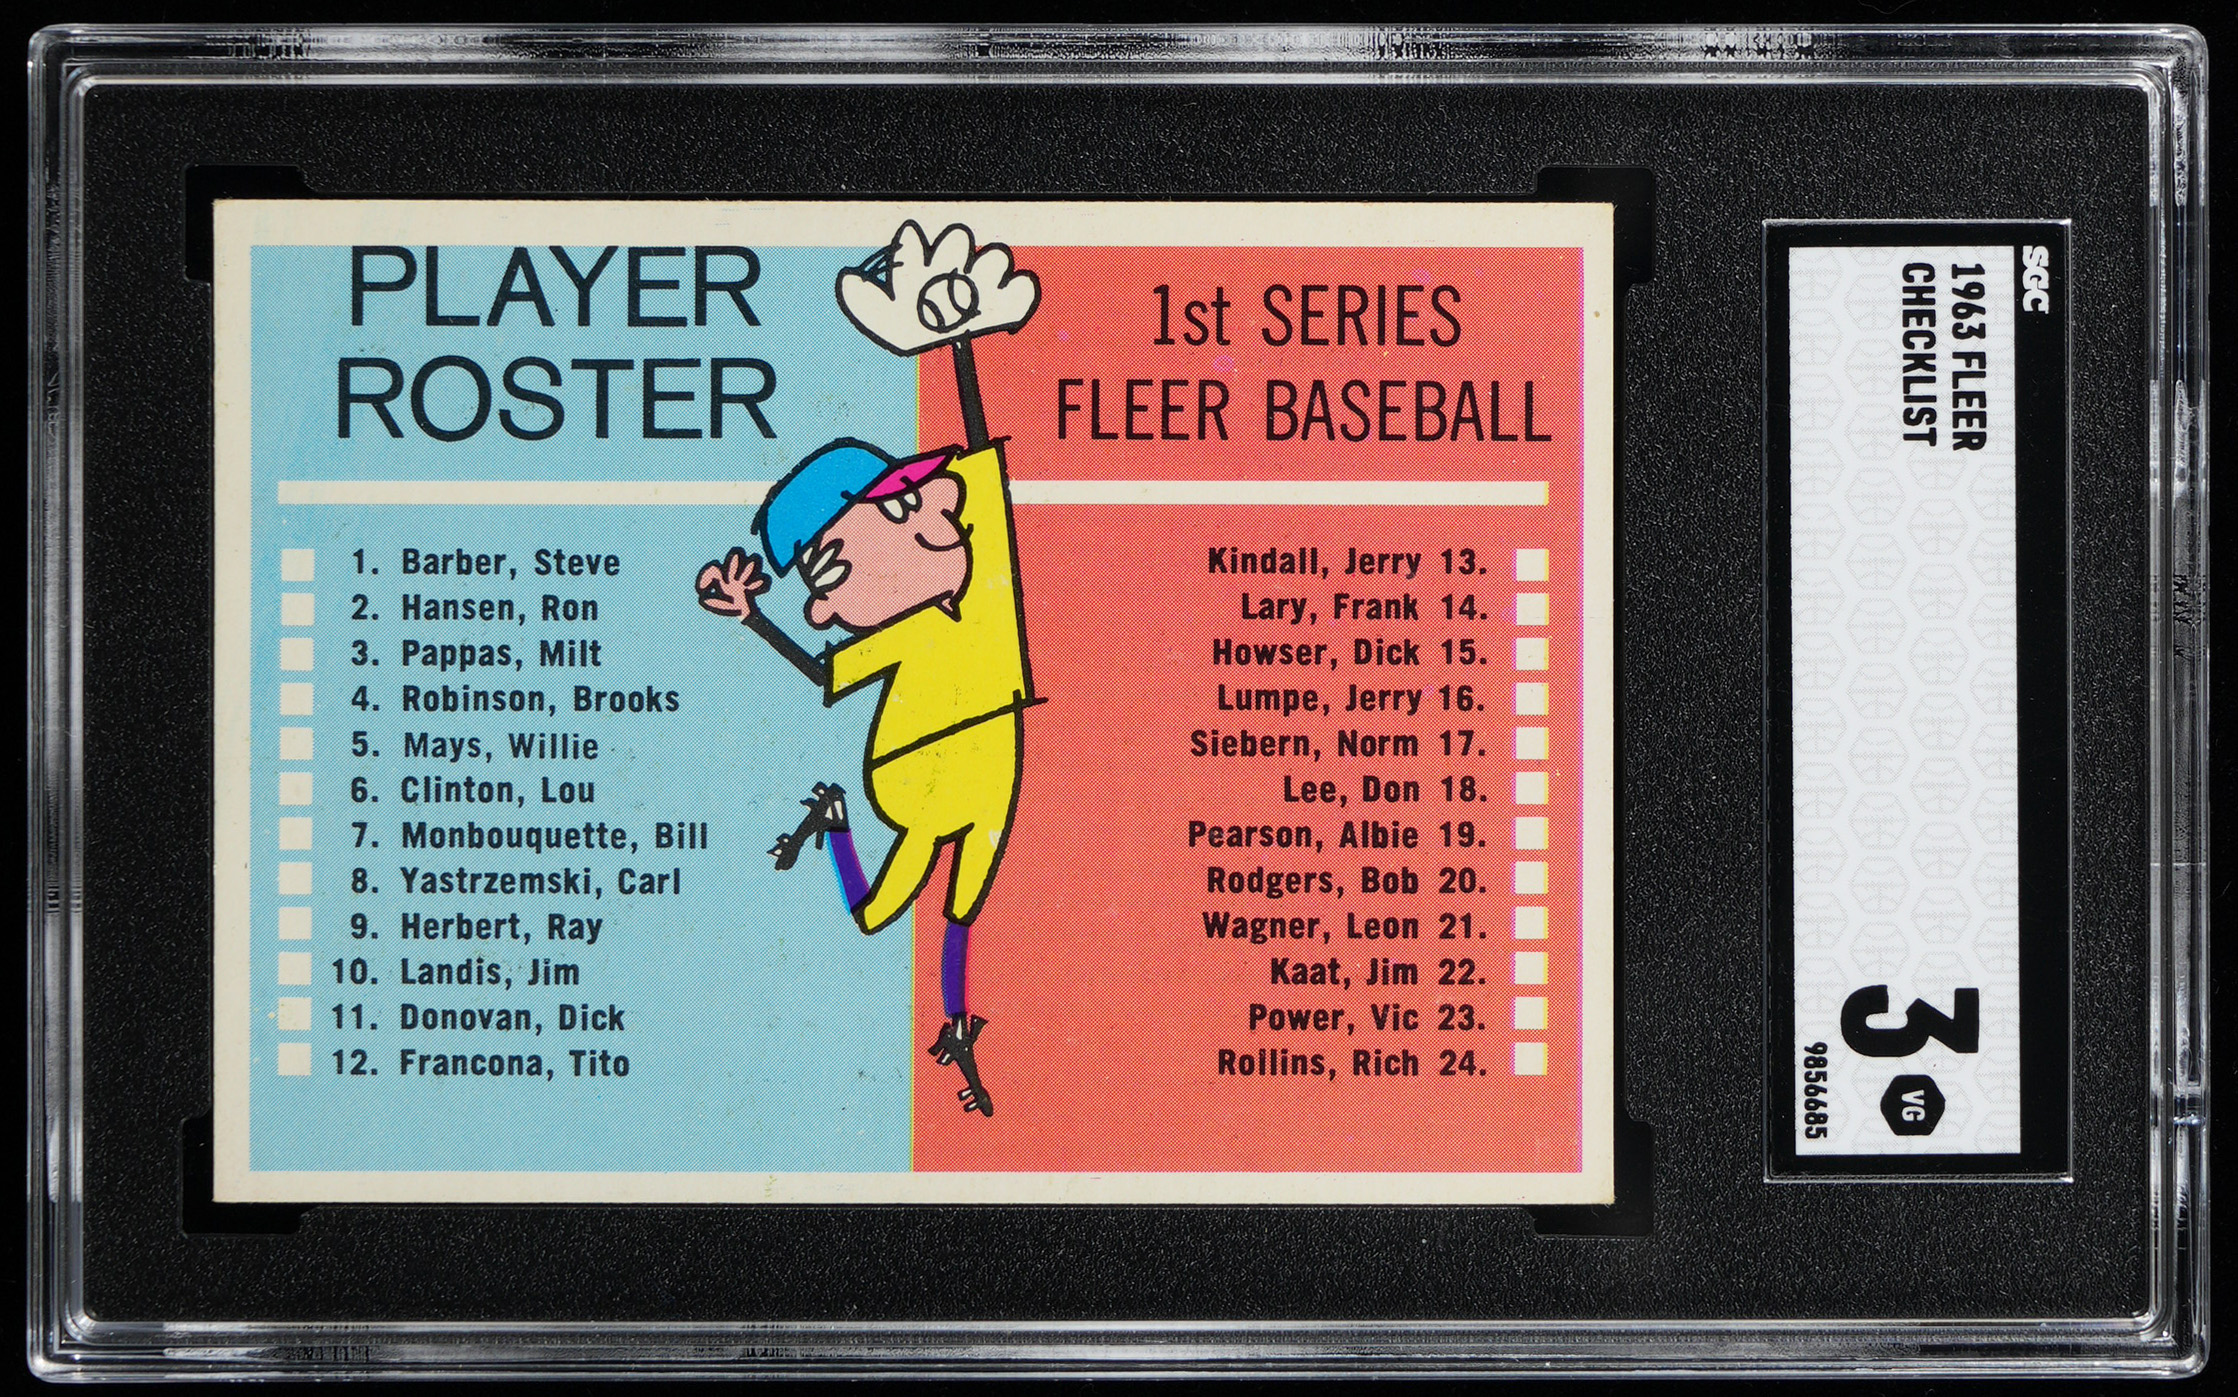 PLAYER
ROSTER
1st SERIES
FLEER BASEBALL
1. Barber, Steve
2. Hansen, Ron
3. Pappas, Milt
4. Robinson, Brooks
5. Mays, Willie
6. Clinton, Lou
7. Monbouquette, Bill
8. Yastrzemski, Carl
9. Herbert, Ray
10. Landis, Jim
11. Donovan, Dick
12. Francona, Tito
Kindall, Jerry 13.
Lary, Frank 14.
Howser, Dick 15.
Lumpe, Jerry 16.
Siebern, Norm 17.
Lee, Don 18.
Pearson, Albie 19.
Rodgers, Bob 20.
Wagner, Leon 21.
Kaat, Jim 22.
Power, Vic 23.
Rollins, Rich 24.
SGC
1963 FLEER
CHECKLIST
3
VG
9856685